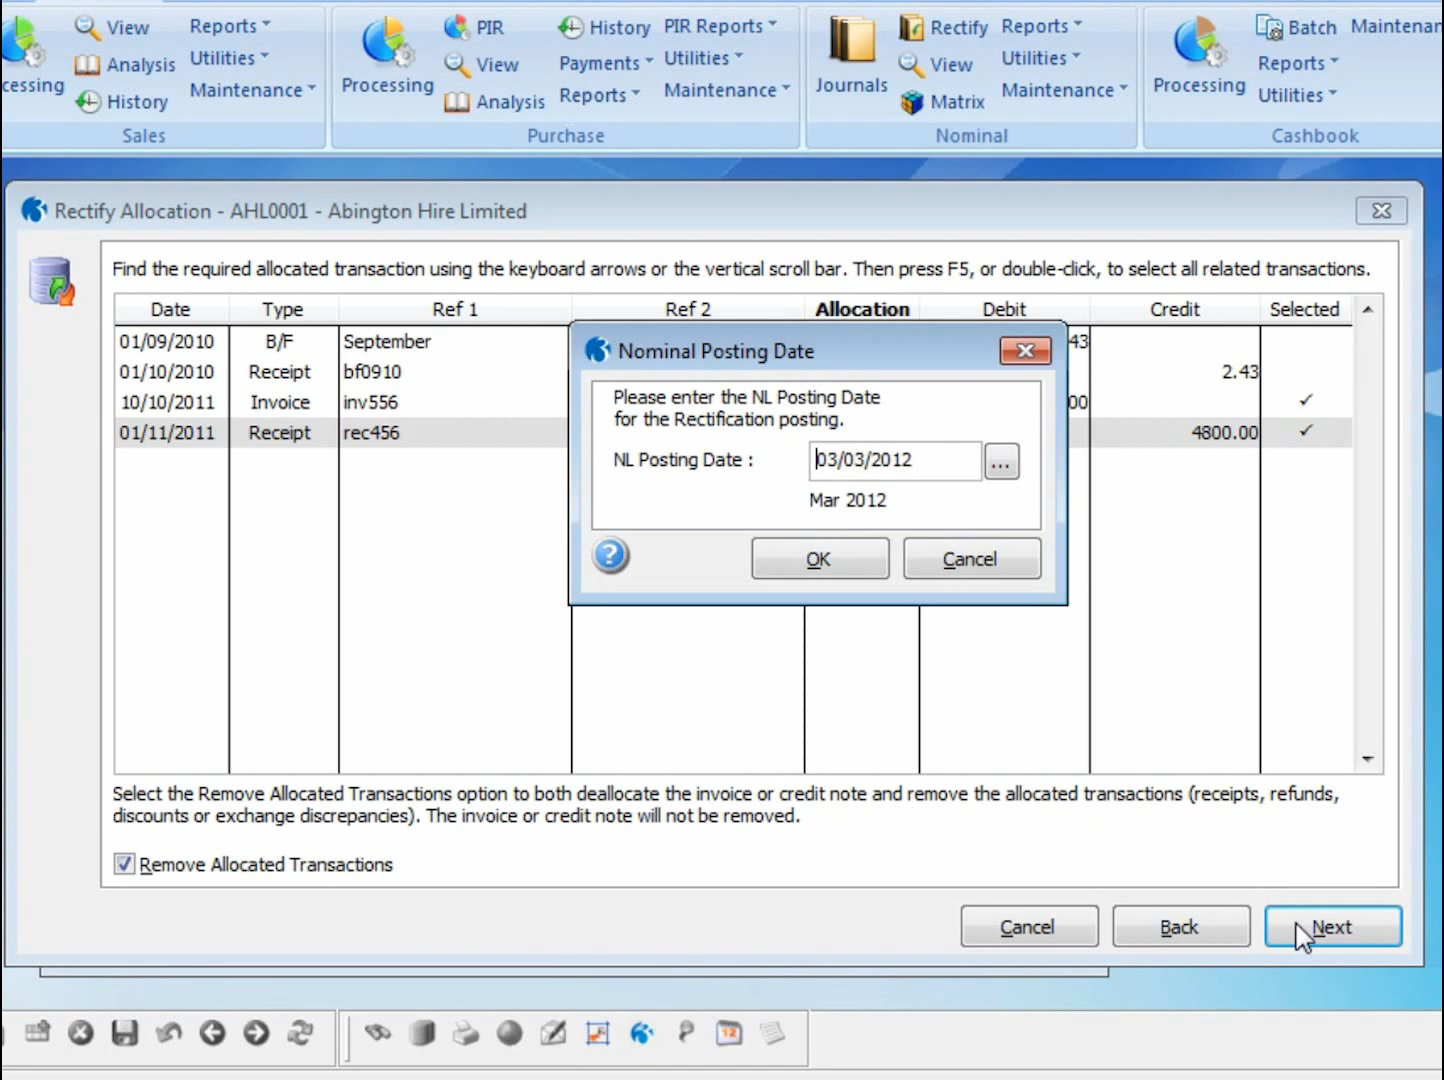 View
Reports
PIR
History
PIR Reports
Rectify
Reports
Batch
Analysis
Utilities
View
Payments
Utilities
View
Utilities
Reports
cessing
History
Maintenance
Processing
Analysis
Reports
Maintenance
Journals
Matrix
Maintenance
Processing
Utilities
Sales
Purchase
Nominal
Cashbook
Rectify Allocation - AHL0001 - Abington Hire Limited
Find the required allocated transaction using the keyboard arrows or the vertical scroll bar. Then press F5, or double-click, to select all related transactions.
Date Type Ref 1 Ref 2 Allocation Debit Credit Selected
01/09/2010 B/F September 43
01/10/2010 Receipt bf0910 2.43
10/10/2011 Invoice inv556 00 ✓
01/11/2011 Receipt rec456 4800.00 ✓
Nominal Posting Date
Please enter the NL Posting Date
for the Rectification posting.
NL Posting Date : 03/03/2012 ...
Mar 2012
? OK Cancel
Select the Remove Allocated Transactions option to both deallocate the invoice or credit note and remove the allocated transactions (receipts, refunds,
discounts or exchange discrepancies). The invoice or credit note will not be removed.
Remove Allocated Transactions
Cancel Back Next
12